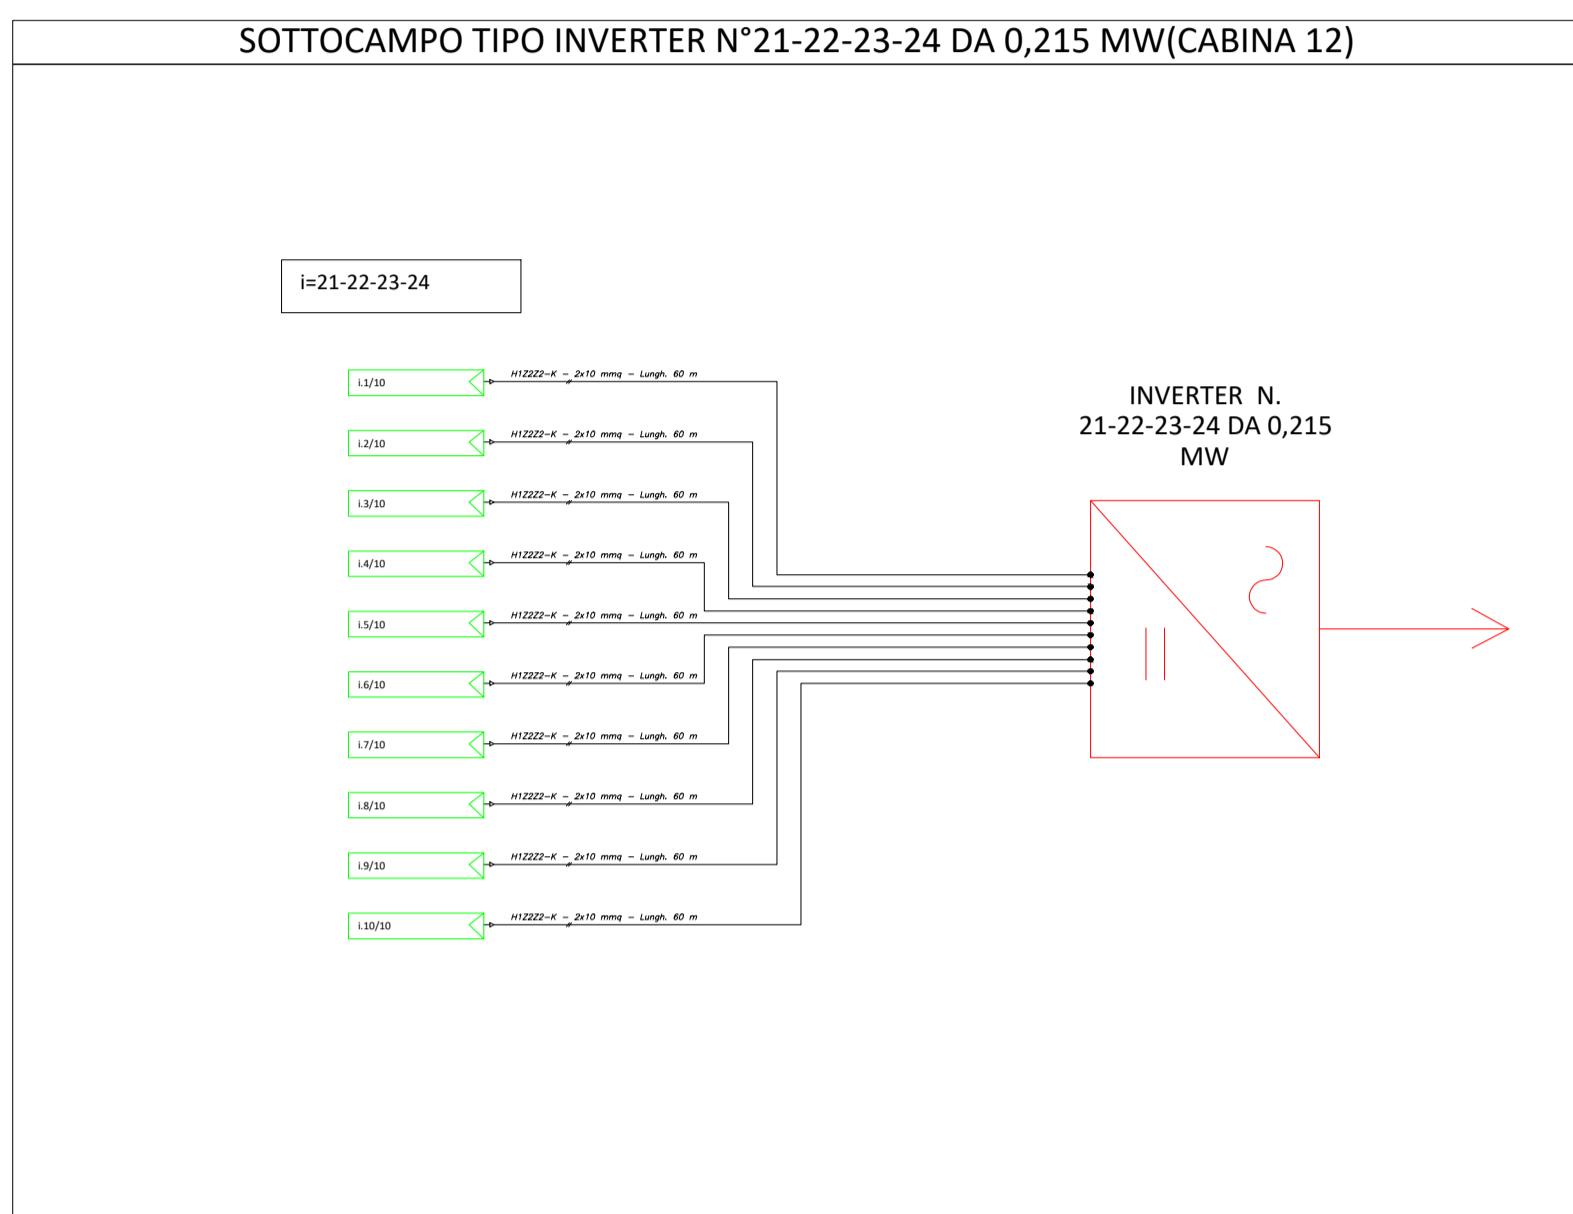 SOTTOCAMPO TIPO INVERTER N°21-22-23-24 DA 0,215 MW(CABINA 12)
i=21-22-23-24
i.1/10
H1Z2Z2-K - 2x10 mmq - Lungh. 60 m
i.2/10
H1Z2Z2-K - 2x10 mmq - Lungh. 60 m
i.3/10
H1Z2Z2-K - 2x10 mmq - Lungh. 60 m
i.4/10
H1Z2Z2-K - 2x10 mmq - Lungh. 60 m
i.5/10
H1Z2Z2-K - 2x10 mmq - Lungh. 60 m
i.6/10
H1Z2Z2-K - 2x10 mmq - Lungh. 60 m
i.7/10
H1Z2Z2-K - 2x10 mmq - Lungh. 60 m
i.8/10
H1Z2Z2-K - 2x10 mmq - Lungh. 60 m
i.9/10
H1Z2Z2-K - 2x10 mmq - Lungh. 60 m
i.10/10
H1Z2Z2-K - 2x10 mmq - Lungh. 60 m
INVERTER N.
21-22-23-24 DA 0,215
MW